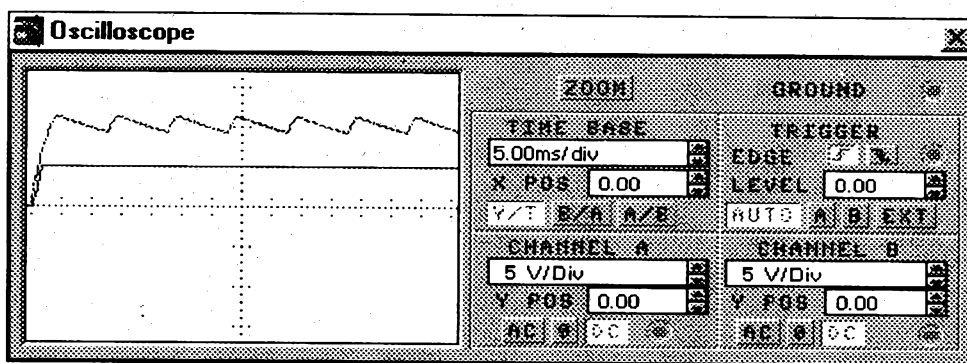 Oscilloscope
ZOOM GROUND
TIME BASE
5.00ms/div
X POS 0.00
Y/T B/A A/B
TRIGGER
EDGE
LEVEL 0.00
AUTO A B EXT
CHANNEL A
5 V/Div
Y POS 0.00
AC 0 DC
CHANNEL B
5 V/Div
Y POS 0.00
AC 0 DC